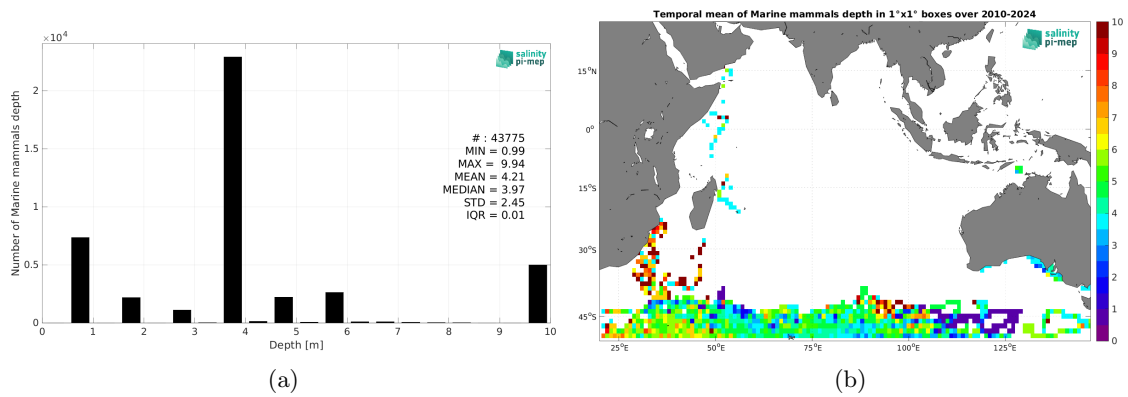 ×10⁴
salinity
pi-mep
2
1.5
1
0.5
0
Number of Marine mammals depth
# : 43775
MIN = 0.99
MAX = 9.94
MEAN = 4.21
MEDIAN = 3.97
STD = 2.45
IQR = 0.01
0 1 2 3 4 5 6 7 8 9 10
Depth [m]
(a)
Temporal mean of Marine mammals depth in 1°x1° boxes over 2010-2024
salinity
pi-mep
15°N
0°
15°S
30°S
45°S
25°E 50°E 75°E 100°E 125°E
10
9
8
7
6
5
4
3
2
1
0
(b)